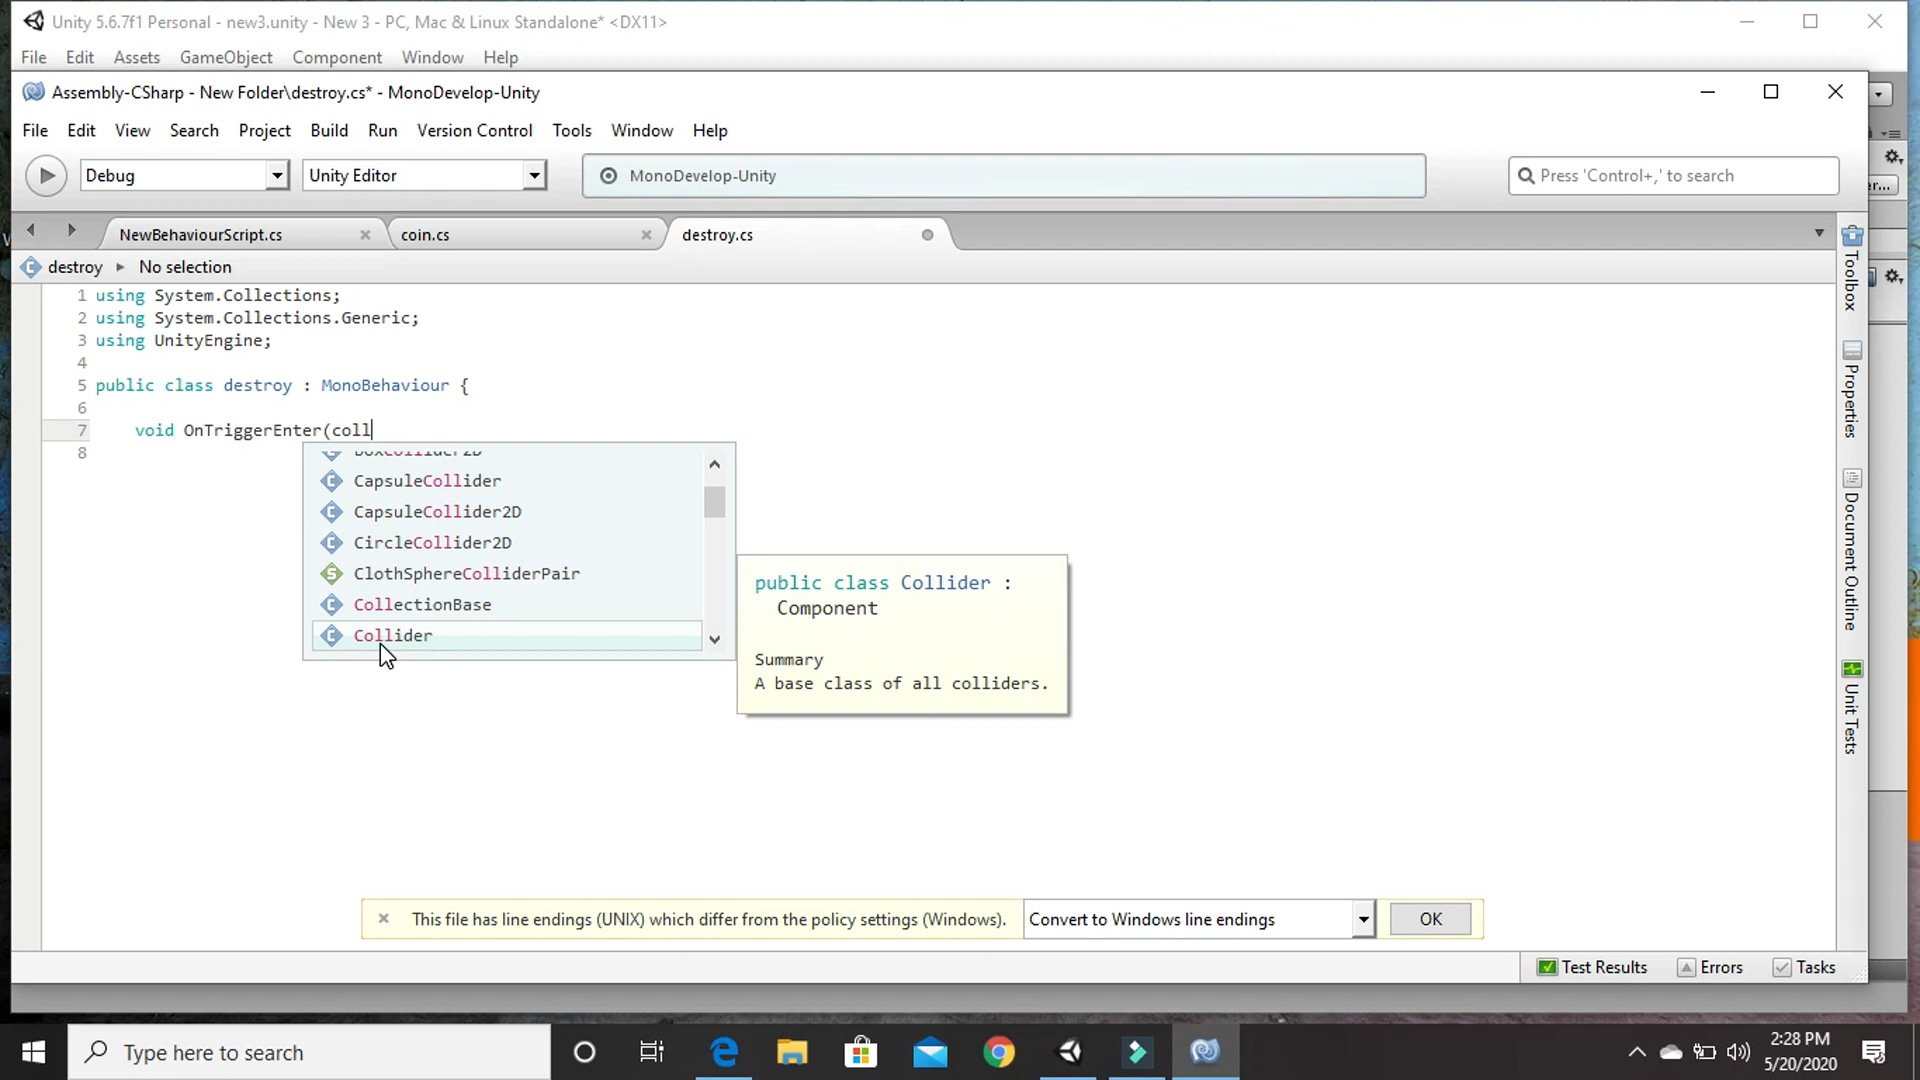 Unity 5.6.7f1 Personal - new3.unity - New 3 - PC, Mac & Linux Standalone* <DX11>
File Edit Assets GameObject Component Window Help
Assembly-CSharp - New Folder\destroy.cs* - MonoDevelop-Unity
File Edit View Search Project Build Run Version Control Tools Window Help
Debug Unity Editor MonoDevelop-Unity Press 'Control+,' to search
NewBehaviourScript.cs coin.cs destroy.cs
destroy No selection
1 using System.Collections;
2 using System.Collections.Generic;
3 using UnityEngine;
4
5 public class destroy : MonoBehaviour {
6
7 void OnTriggerEnter(coll
8
BoxCollider2D
CapsuleCollider
CapsuleCollider2D
CircleCollider2D
ClothSphereColliderPair
CollectionBase
Collider
public class Collider :
Component
Summary
A base class of all colliders.
Toolbox
Properties
Document Outline
Unit Tests
This file has line endings (UNIX) which differ from the policy settings (Windows). Convert to Windows line endings OK
Test Results Errors Tasks
Type here to search
2:28 PM
5/20/2020